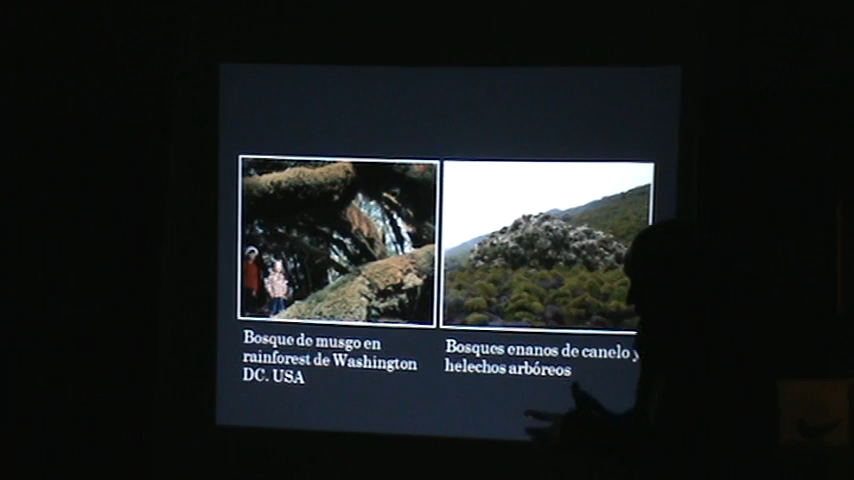 Bosque de musgo en
rainforest de Washington
DC. USA
Bosques enanos de canelo y
helechos arbóreos